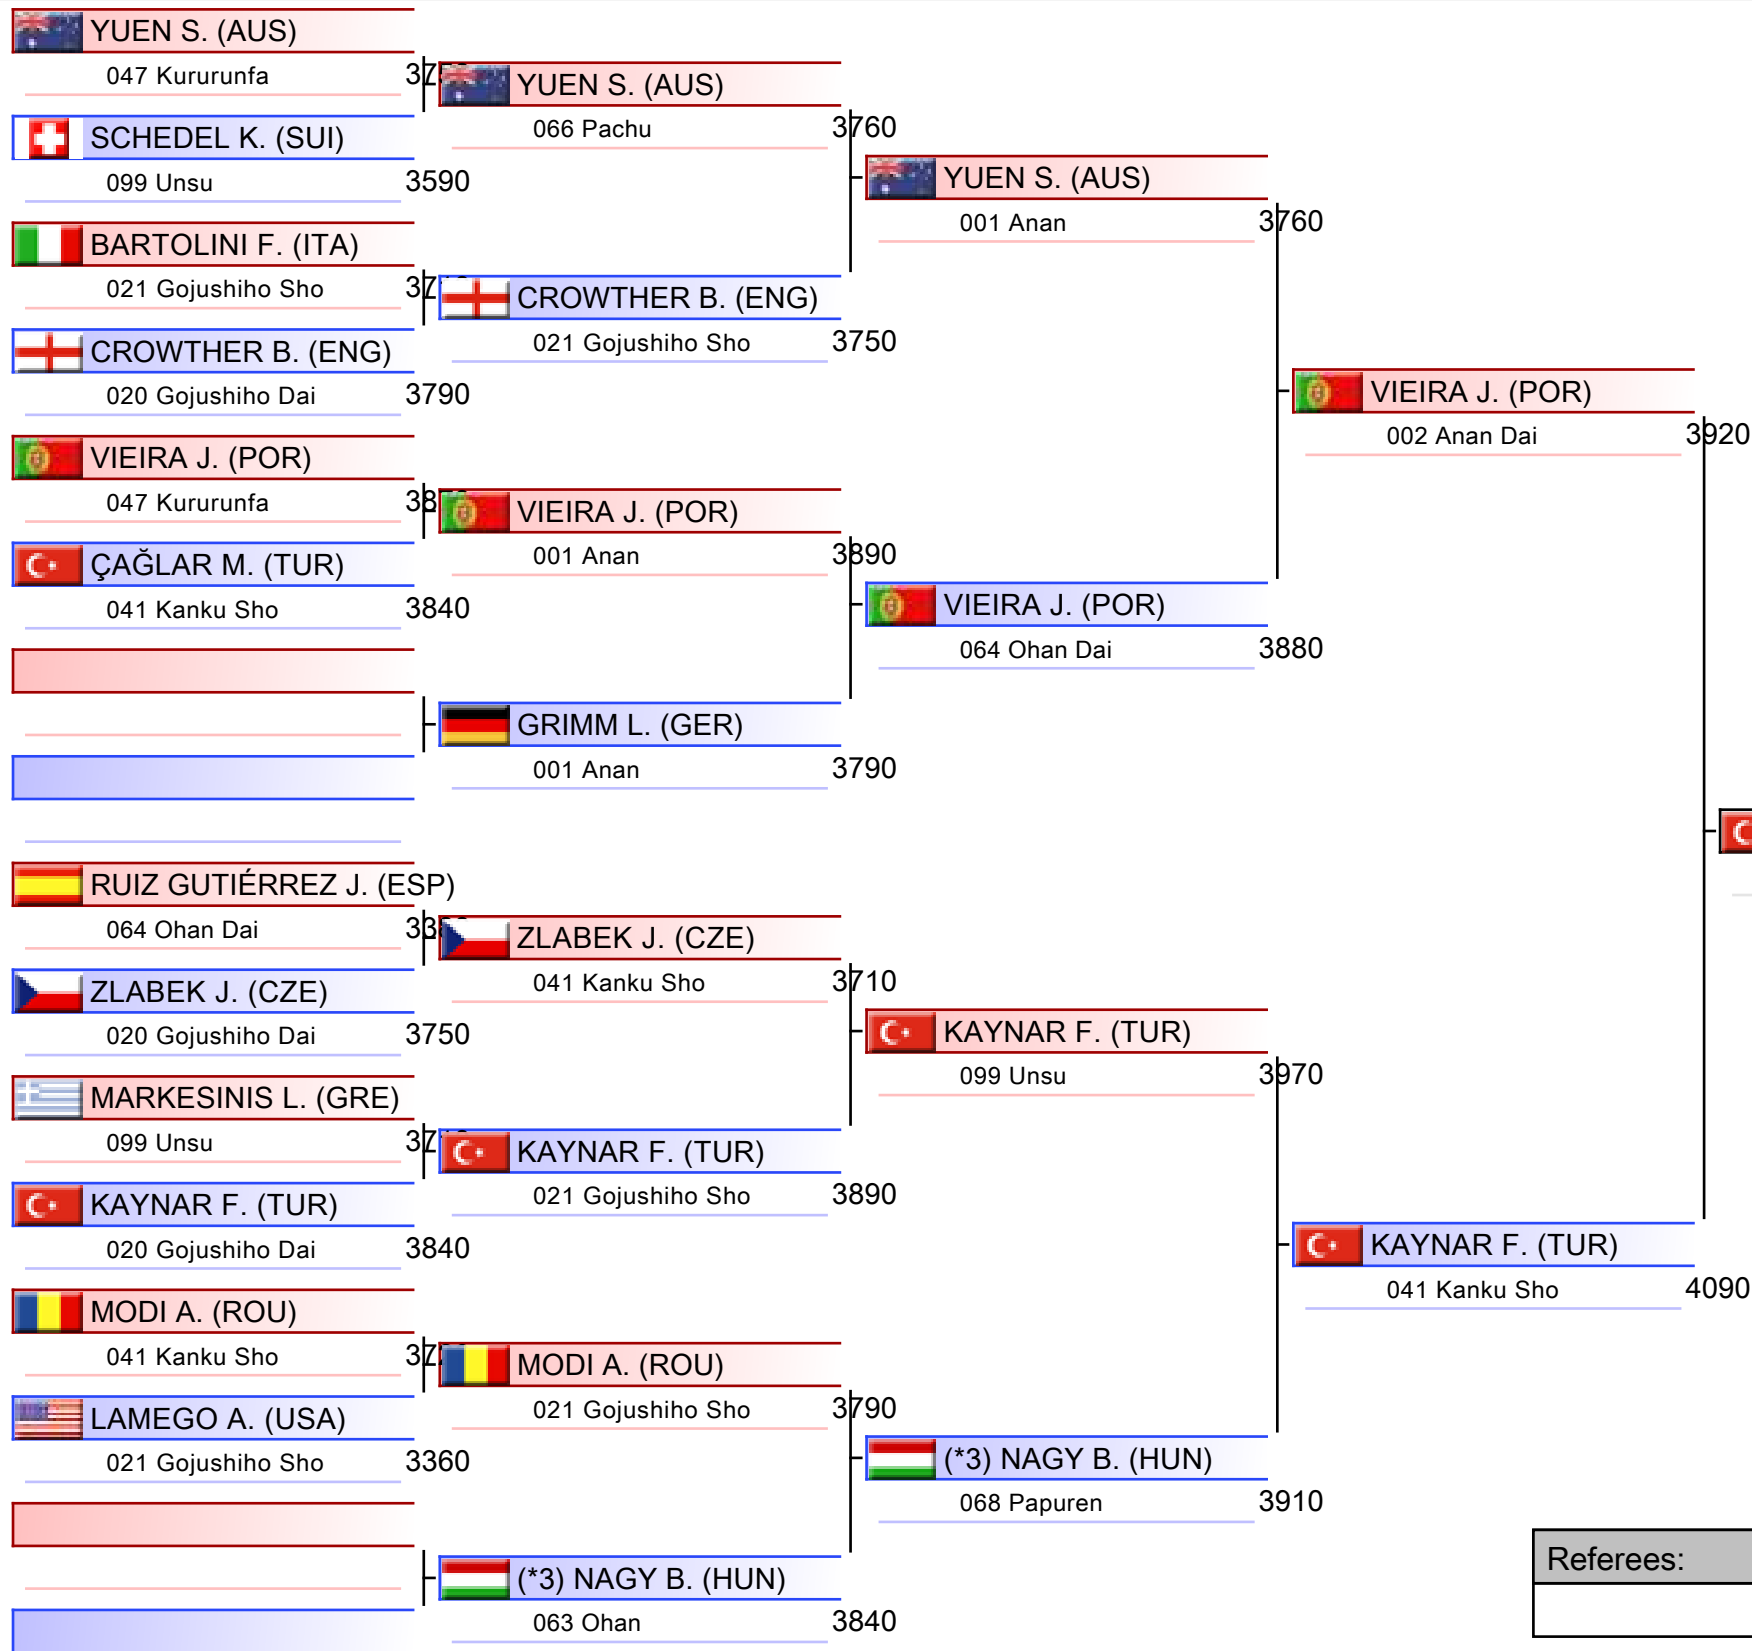 YUEN S. (AUS)
047 Kururunfa
SCHEDEL K. (SUI)
099 Unsu 3590
BARTOLINI F. (ITA)
021 Gojushiho Sho
CROWTHER B. (ENG)
020 Gojushiho Dai 3790
VIEIRA J. (POR)
047 Kururunfa
ÇAĞLAR M. (TUR)
041 Kanku Sho 3840
RUIZ GUTIÉRREZ J. (ESP)
064 Ohan Dai
ZLABEK J. (CZE)
020 Gojushiho Dai 3750
MARKESINIS L. (GRE)
099 Unsu
KAYNAR F. (TUR)
020 Gojushiho Dai 3840
MODI A. (ROU)
041 Kanku Sho
LAMEGO A. (USA)
021 Gojushiho Sho 3360
YUEN S. (AUS)
066 Pachu 3760
CROWTHER B. (ENG)
021 Gojushiho Sho 3750
VIEIRA J. (POR)
001 Anan 3890
GRIMM L. (GER)
001 Anan 3790
ZLABEK J. (CZE)
041 Kanku Sho 3710
KAYNAR F. (TUR)
021 Gojushiho Sho 3890
MODI A. (ROU)
021 Gojushiho Sho 3790
(*3) NAGY B. (HUN)
063 Ohan 3840
YUEN S. (AUS)
001 Anan 3760
VIEIRA J. (POR)
064 Ohan Dai 3880
KAYNAR F. (TUR)
099 Unsu 3970
(*3) NAGY B. (HUN)
068 Papuren 3910
VIEIRA J. (POR)
002 Anan Dai 3920
KAYNAR F. (TUR)
041 Kanku Sho 4090
Referees: